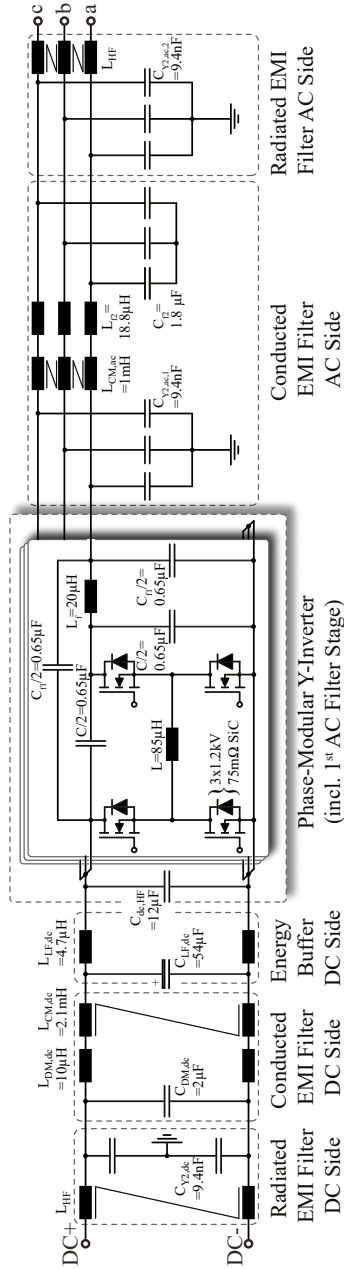 DC+
DC-
L_HF
C_Y2,dc
=9.4nF
Radiated
EMI Filter
DC Side
L_DM,dc
=10µH
L_CM,dc
=2.1mH
C_DM,dc
=2µF
Conducted
EMI Filter
DC Side
L_LF,dc
=4.7µH
+
C_LF,dc
=54µF
Energy
Buffer
DC Side
C_dc,HF
=12µF
C_f1/2=0.65µF
C/2=0.65µF
L=85µH
3x1.2kV
75mΩ SiC
C/2=
0.65µF
L_f=20µH
C_f1/2=
0.65µF
Phase-Modular Y-Inverter
(incl. 1st AC Filter Stage)
C_Y2,ac,1
=9.4nF
L_CM,ac
=1mH
L_f2=
18.8µH
C_f2=
1.8 µF
Conducted
EMI Filter
AC Side
C_Y2,ac,2
=9.4nF
L_HF
Radiated EMI
Filter AC Side
c
b
a